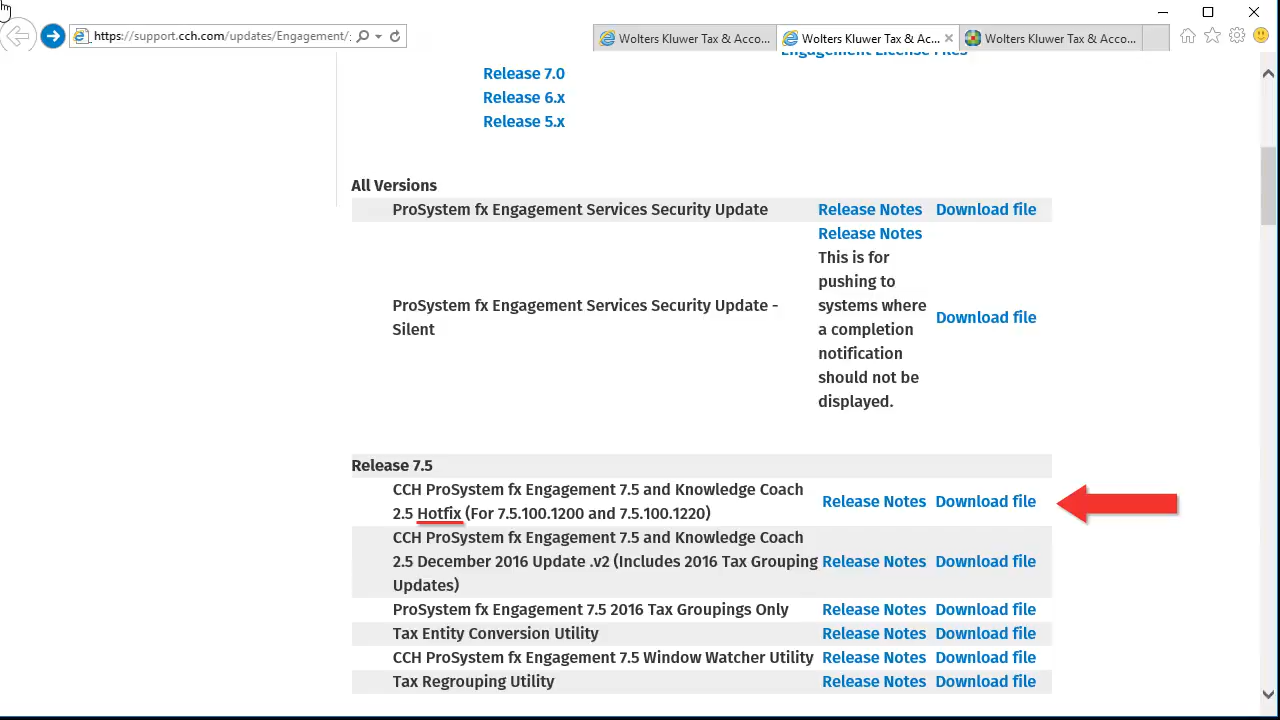 https://support.cch.com/updates/Engagement/
Wolters Kluwer Tax & Acco...
Wolters Kluwer Tax & Acco...
Wolters Kluwer Tax & Acco...
Engagement License Files
Release 7.0
Release 6.x
Release 5.x
All Versions
ProSystem fx Engagement Services Security Update Release Notes Download file
ProSystem fx Engagement Services Security Update -
Silent
Release Notes
This is for
pushing to
systems where
a completion
notification
should not be
displayed.
Download file
Release 7.5
CCH ProSystem fx Engagement 7.5 and Knowledge Coach
2.5 Hotfix (For 7.5.100.1200 and 7.5.100.1220)
Release Notes Download file
CCH ProSystem fx Engagement 7.5 and Knowledge Coach
2.5 December 2016 Update .v2 (Includes 2016 Tax Grouping
Updates)
Release Notes Download file
ProSystem fx Engagement 7.5 2016 Tax Groupings Only Release Notes Download file
Tax Entity Conversion Utility Release Notes Download file
CCH ProSystem fx Engagement 7.5 Window Watcher Utility Release Notes Download file
Tax Regrouping Utility Release Notes Download file